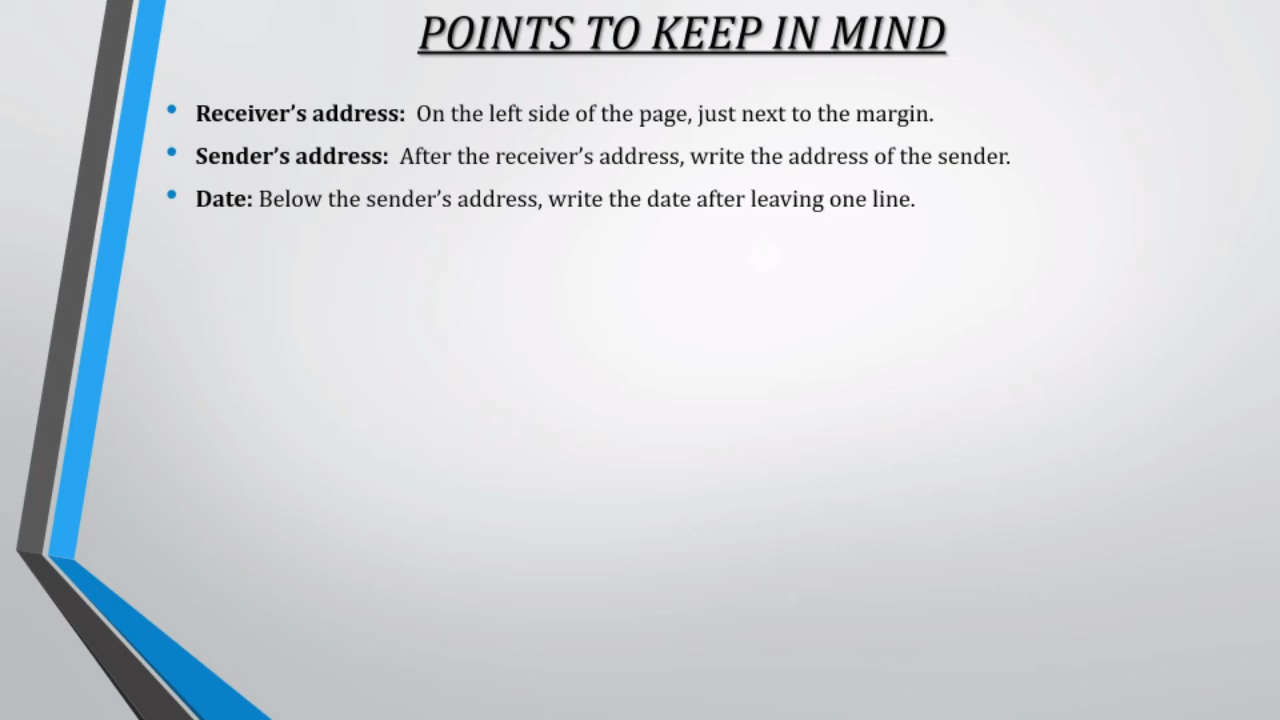 POINTS TO KEEP IN MIND
• Receiver’s address: On the left side of the page, just next to the margin.
• Sender’s address: After the receiver’s address, write the address of the sender.
• Date: Below the sender’s address, write the date after leaving one line.